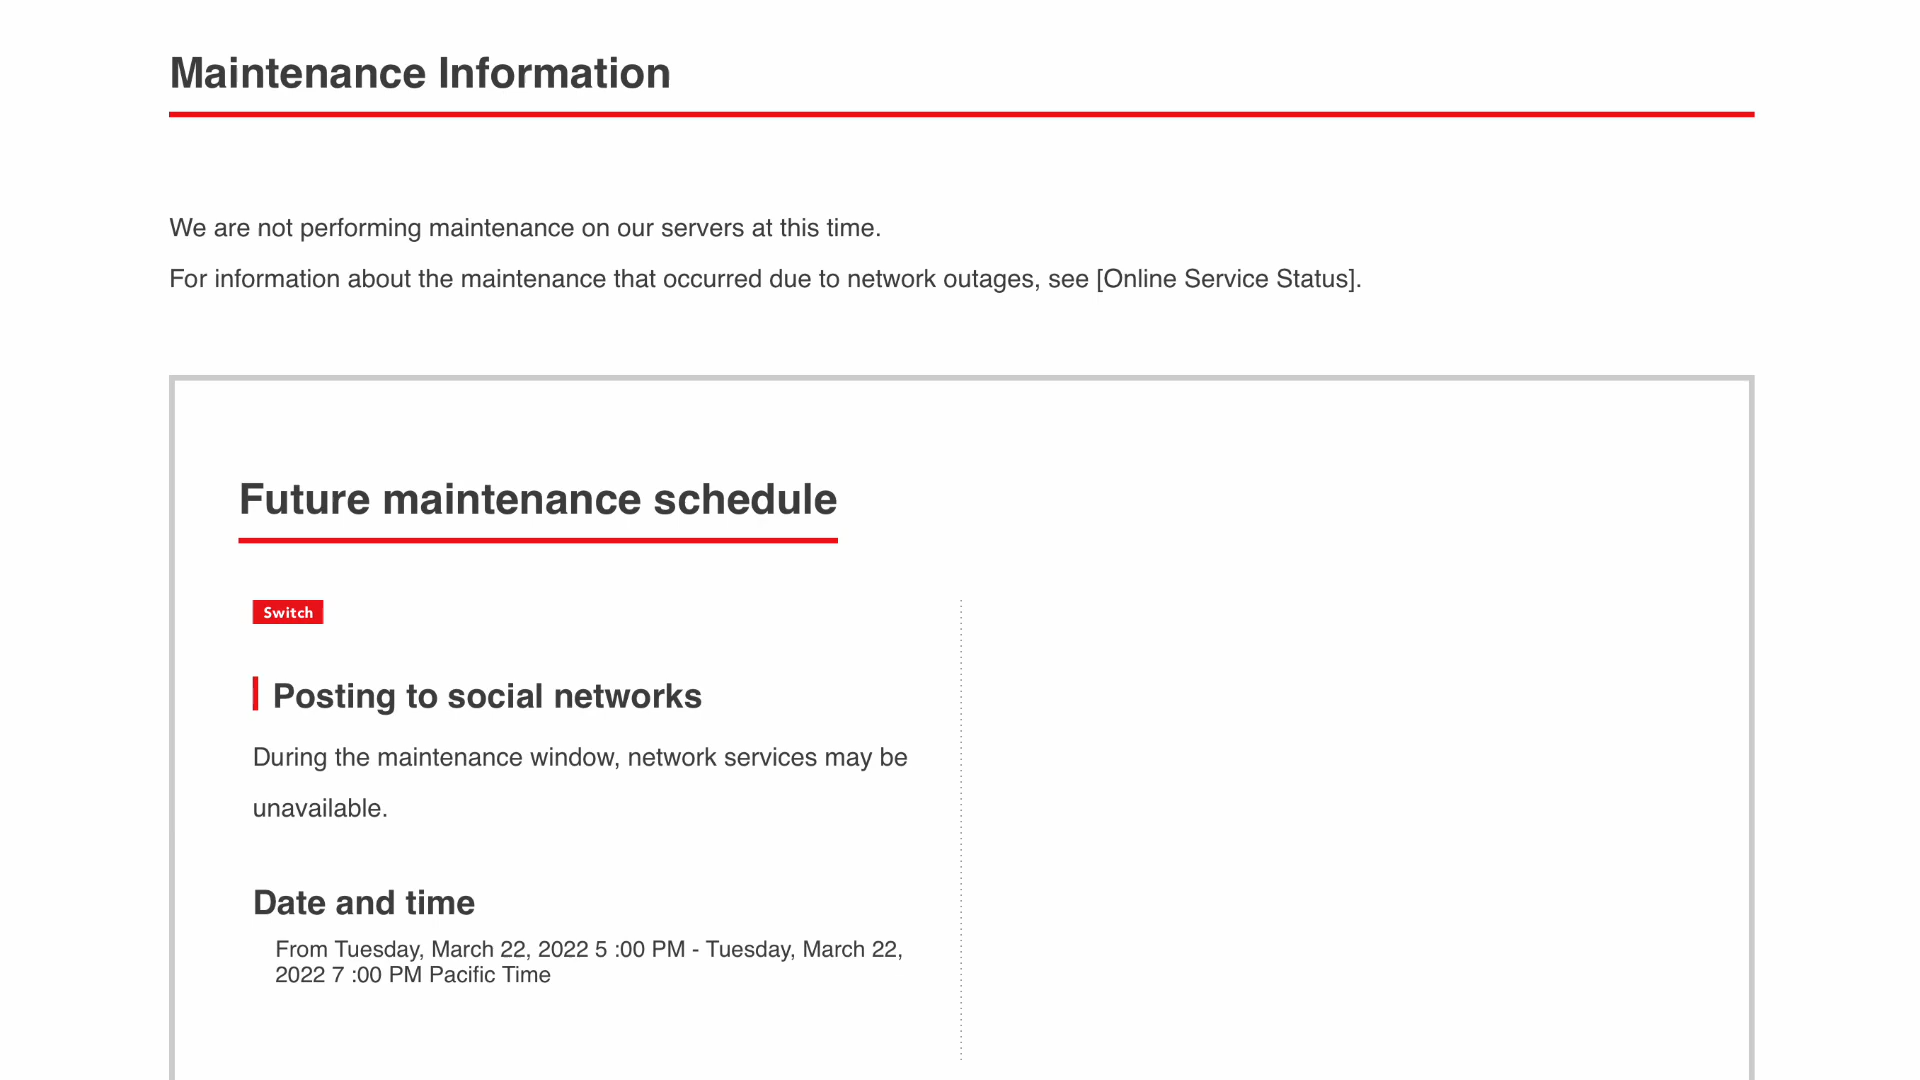 Maintenance Information
We are not performing maintenance on our servers at this time.
For information about the maintenance that occurred due to network outages, see [Online Service Status].
Future maintenance schedule
Switch
Posting to social networks
During the maintenance window, network services may be
unavailable.
Date and time
From Tuesday, March 22, 2022 5 :00 PM - Tuesday, March 22,
2022 7 :00 PM Pacific Time